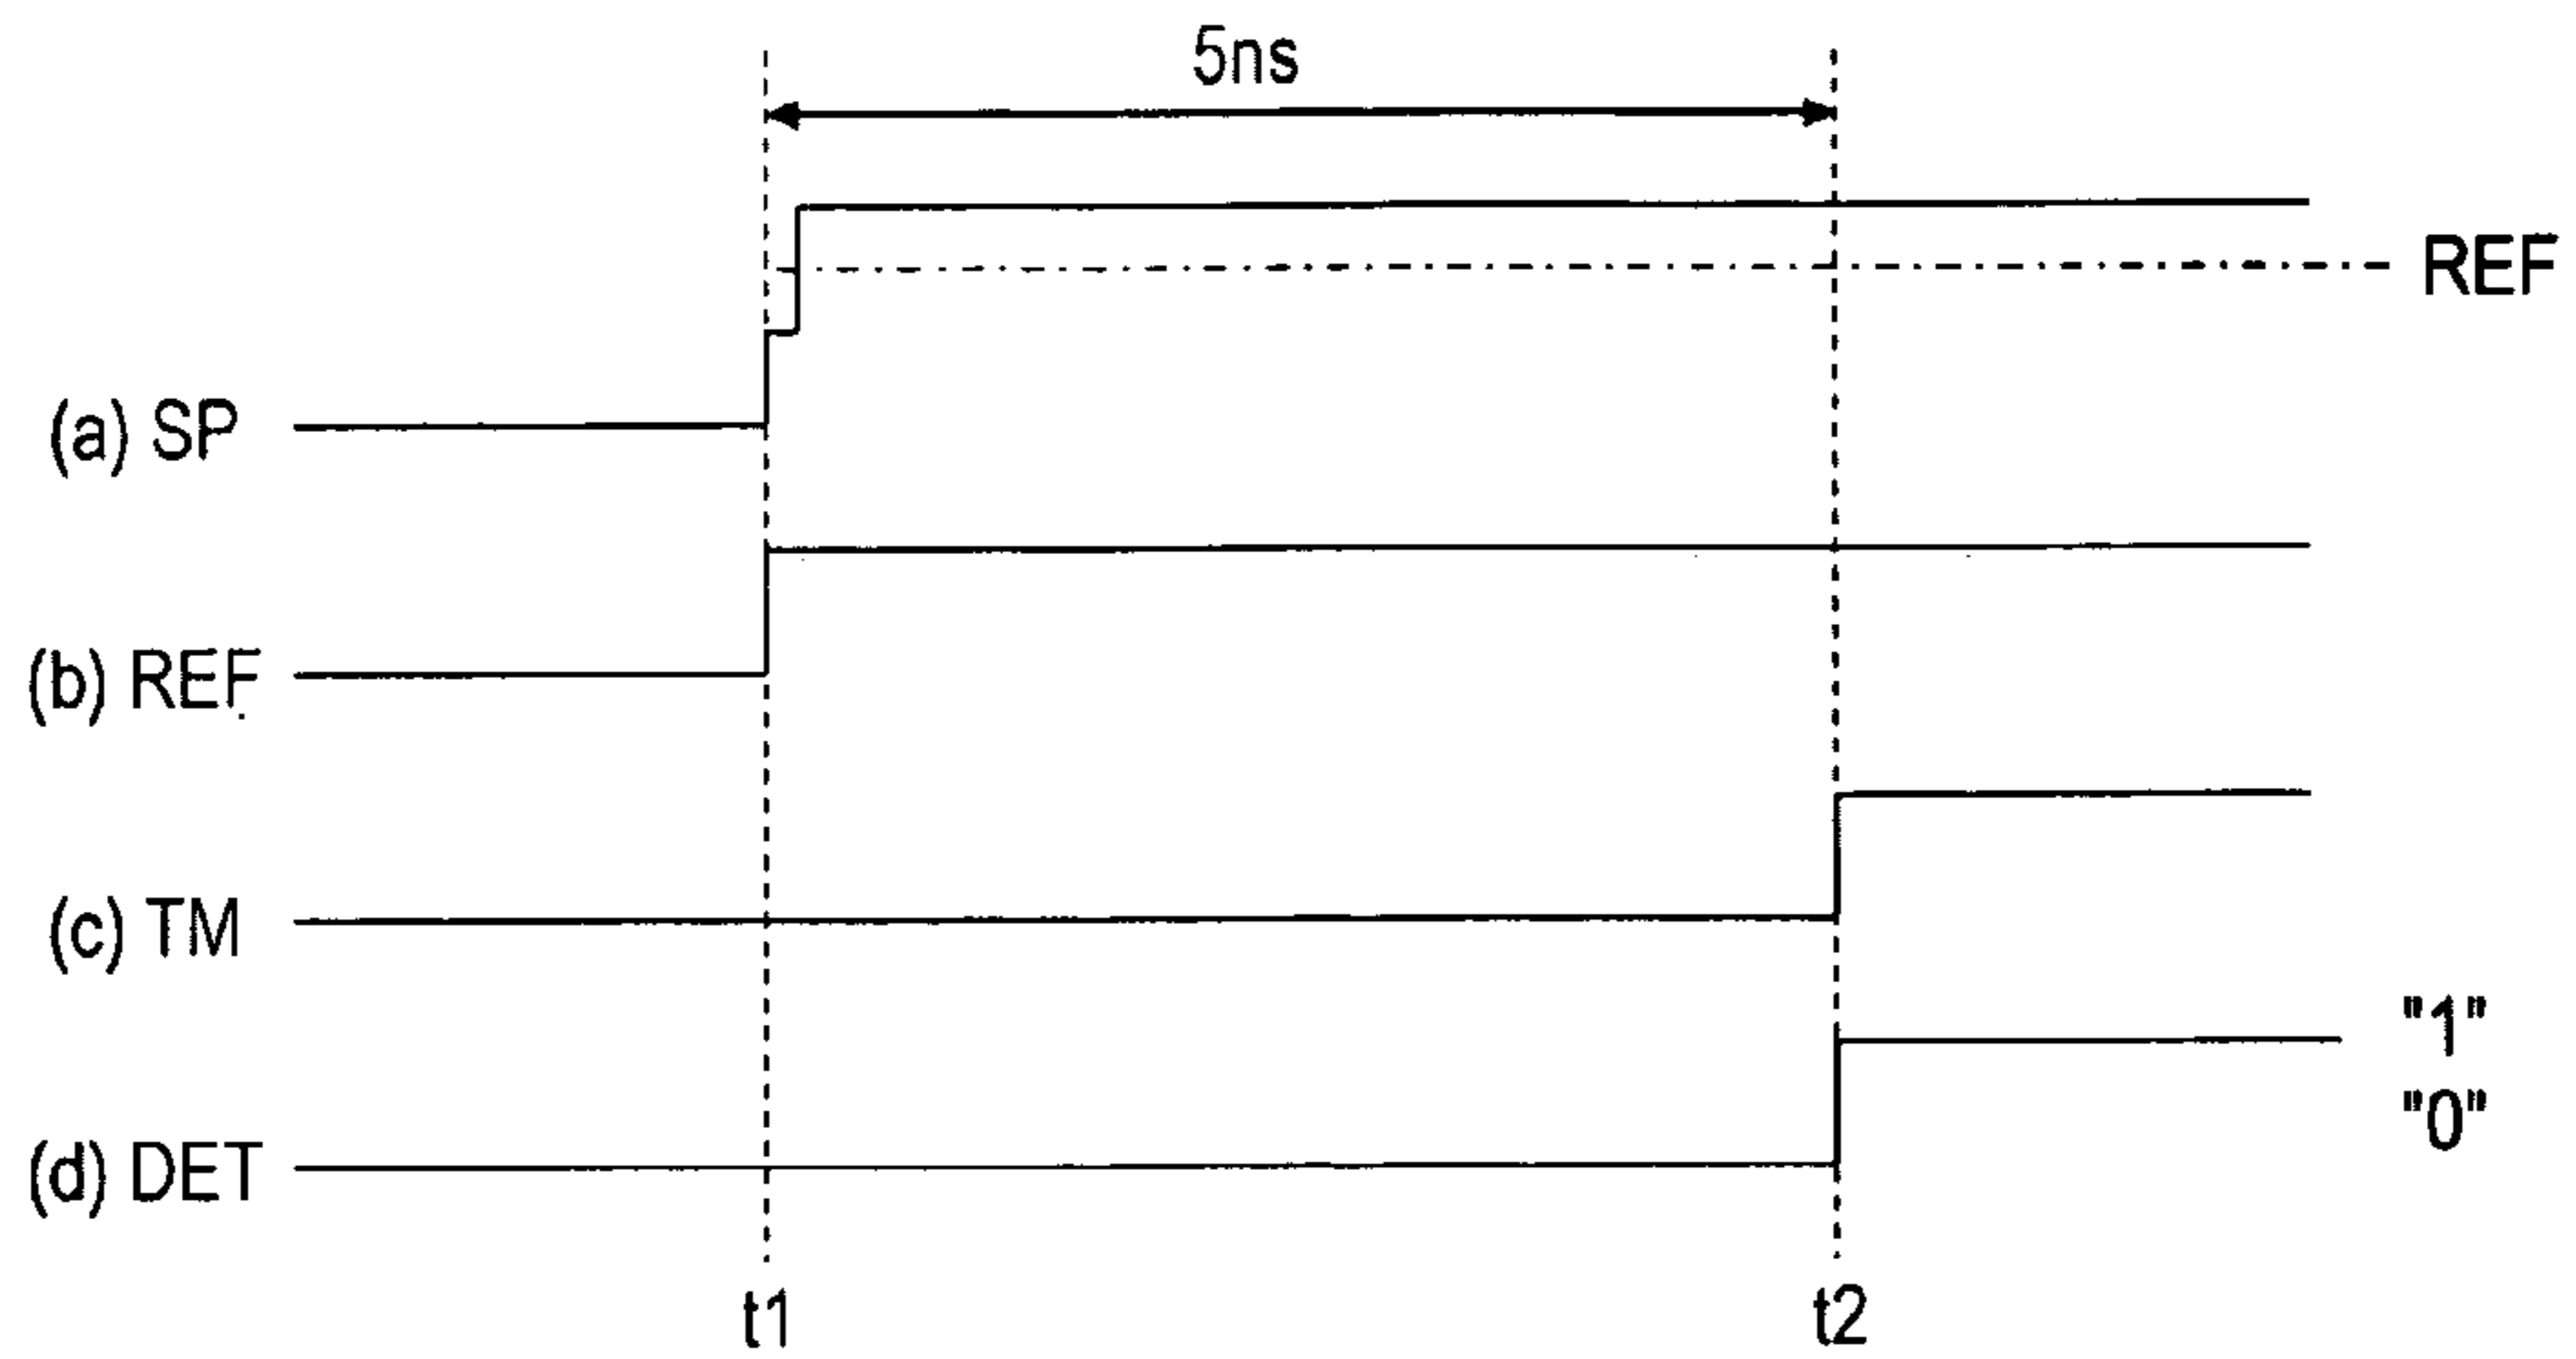 5ns
REF
(a) SP
(b) REF
(c) TM
"1"
"0"
(d) DET
t1 t2